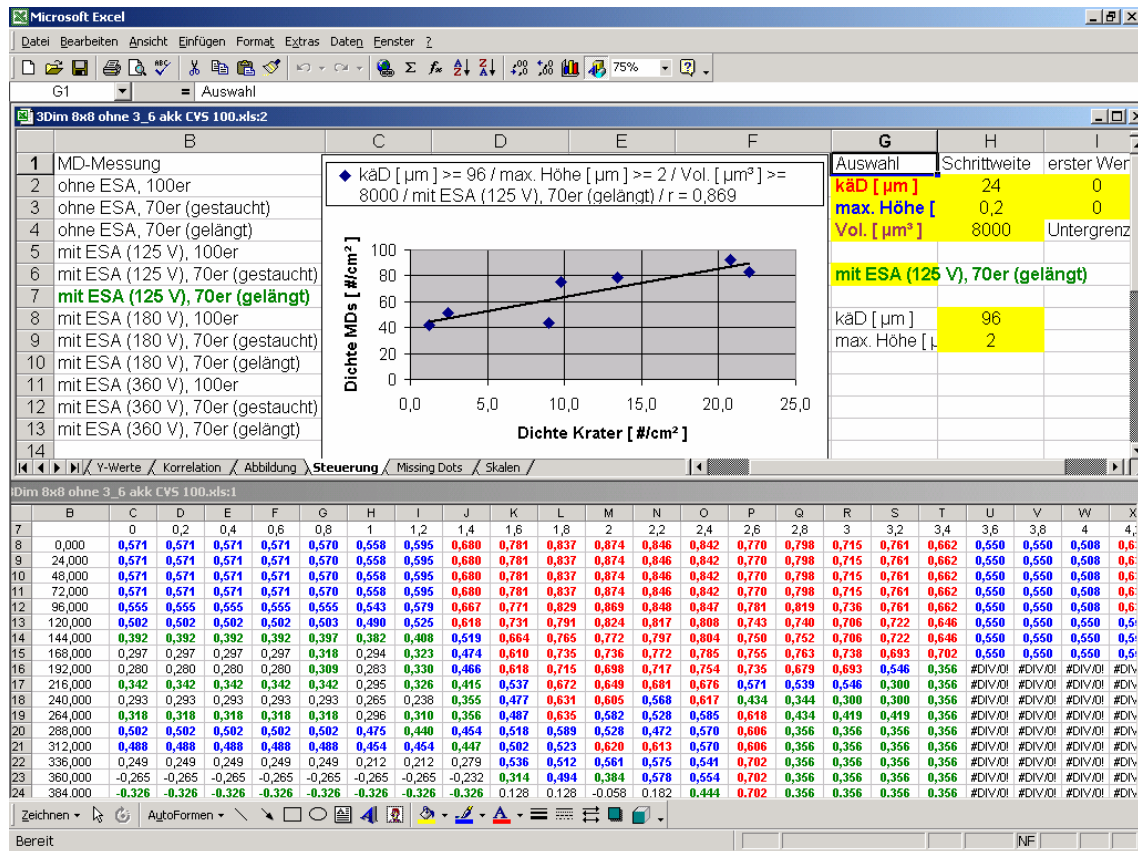 Microsoft Excel
Datei Bearbeiten Ansicht Einfügen Format Extras Daten Fenster ?
75%
G1 = Auswahl
3Dim 8x8 ohne 3_6 akk CVS 100.xls:2
B C D E F G H I
1 MD-Messung Auswahl Schrittweite erster Wer
2 ohne ESA, 100er käD [ µm ] 24 0
3 ohne ESA, 70er (gestaucht) max. Höhe [ 0,2 0
4 ohne ESA, 70er (gelängt) Vol. [ µm³ ] 8000 Untergrenz
5 mit ESA (125 V), 100er
6 mit ESA (125 V), 70er (gestaucht) mit ESA (125 V), 70er (gelängt)
7 mit ESA (125 V), 70er (gelängt)
8 mit ESA (180 V), 100er käD [ µm ] 96
9 mit ESA (180 V), 70er (gestaucht) max. Höhe [ µ 2
10 mit ESA (180 V), 70er (gelängt)
11 mit ESA (360 V), 100er
12 mit ESA (360 V), 70er (gestaucht)
13 mit ESA (360 V), 70er (gelängt)
14
käD [ µm ] >= 96 / max. Höhe [ µm ] >= 2 / Vol. [ µm³ ] >=
8000 / mit ESA (125 V), 70er (gelängt) / r = 0,869
Dichte MDs [ #/cm² ]
100
80
60
40
20
0
0,0 5,0 10,0 15,0 20,0 25,0
Dichte Krater [ #/cm² ]
Y-Werte Korrelation Abbildung Steuerung Missing Dots Skalen
3Dim 8x8 ohne 3_6 akk CVS 100.xls:1
B C D E F G H I J K L M N O P Q R S T U V W X
7 0 0,2 0,4 0,6 0,8 1 1,2 1,4 1,6 1,8 2 2,2 2,4 2,6 2,8 3 3,2 3,4 3,6 3,8 4 4,
8 0,000 0,571 0,571 0,571 0,571 0,570 0,558 0,595 0,680 0,781 0,837 0,874 0,846 0,842 0,770 0,798 0,715 0,761 0,662 0,550 0,550 0,508 0,6
9 24,000 0,571 0,571 0,571 0,571 0,570 0,558 0,595 0,680 0,781 0,837 0,874 0,846 0,842 0,770 0,798 0,715 0,761 0,662 0,550 0,550 0,508 0,6
10 48,000 0,571 0,571 0,571 0,571 0,570 0,558 0,595 0,680 0,781 0,837 0,874 0,846 0,842 0,770 0,798 0,715 0,761 0,662 0,550 0,550 0,508 0,6
11 72,000 0,571 0,571 0,571 0,571 0,570 0,558 0,595 0,680 0,781 0,837 0,874 0,846 0,842 0,770 0,798 0,715 0,761 0,662 0,550 0,550 0,508 0,6
12 96,000 0,555 0,555 0,555 0,555 0,555 0,543 0,579 0,667 0,771 0,829 0,869 0,848 0,847 0,781 0,819 0,736 0,761 0,662 0,550 0,550 0,508 0,6
13 120,000 0,502 0,502 0,502 0,502 0,503 0,490 0,525 0,618 0,731 0,791 0,824 0,817 0,808 0,743 0,740 0,706 0,722 0,646 0,550 0,550 0,550 0,5
14 144,000 0,392 0,392 0,392 0,392 0,397 0,382 0,408 0,519 0,664 0,765 0,772 0,797 0,804 0,750 0,752 0,706 0,722 0,646 0,550 0,550 0,550 0,5
15 168,000 0,297 0,297 0,297 0,297 0,318 0,294 0,323 0,474 0,610 0,735 0,736 0,772 0,785 0,755 0,763 0,738 0,693 0,702 0,550 0,550 0,550 0,5
16 192,000 0,280 0,280 0,280 0,280 0,309 0,283 0,330 0,466 0,618 0,715 0,698 0,717 0,754 0,735 0,679 0,693 0,546 0,356 #DIV/0! #DIV/0! #DIV/0! #DIV
17 216,000 0,342 0,342 0,342 0,342 0,342 0,295 0,326 0,415 0,537 0,672 0,649 0,681 0,676 0,571 0,539 0,546 0,300 0,356 #DIV/0! #DIV/0! #DIV/0! #DIV
18 240,000 0,293 0,293 0,293 0,293 0,293 0,265 0,238 0,355 0,477 0,631 0,605 0,568 0,617 0,434 0,344 0,300 0,300 0,356 #DIV/0! #DIV/0! #DIV/0! #DIV
19 264,000 0,318 0,318 0,318 0,318 0,318 0,296 0,310 0,356 0,487 0,635 0,582 0,528 0,585 0,618 0,434 0,419 0,419 0,356 #DIV/0! #DIV/0! #DIV/0! #DIV
20 288,000 0,502 0,502 0,502 0,502 0,502 0,475 0,440 0,454 0,518 0,589 0,528 0,472 0,570 0,606 0,356 0,356 0,356 0,356 #DIV/0! #DIV/0! #DIV/0! #DIV
21 312,000 0,488 0,488 0,488 0,488 0,488 0,454 0,454 0,447 0,502 0,523 0,620 0,613 0,570 0,606 0,356 0,356 0,356 0,356 #DIV/0! #DIV/0! #DIV/0! #DIV
22 336,000 0,249 0,249 0,249 0,249 0,249 0,212 0,212 0,279 0,536 0,512 0,561 0,575 0,541 0,702 0,356 0,356 0,356 0,356 #DIV/0! #DIV/0! #DIV/0! #DIV
23 360,000 -0,265 -0,265 -0,265 -0,265 -0,265 -0,265 -0,265 -0,232 0,314 0,494 0,384 0,578 0,554 0,702 0,356 0,356 0,356 0,356 #DIV/0! #DIV/0! #DIV/0! #DIV
24 384.000 -0.326 -0.326 -0.326 -0.326 -0.326 -0.326 -0.326 -0.326 0.128 0.128 -0.058 0.182 0.444 0.702 0.356 0.356 0.356 0.356 #DIV/0! #DIV/0! #DIV/0! #DIV
Zeichnen AutoFormen
Bereit NF